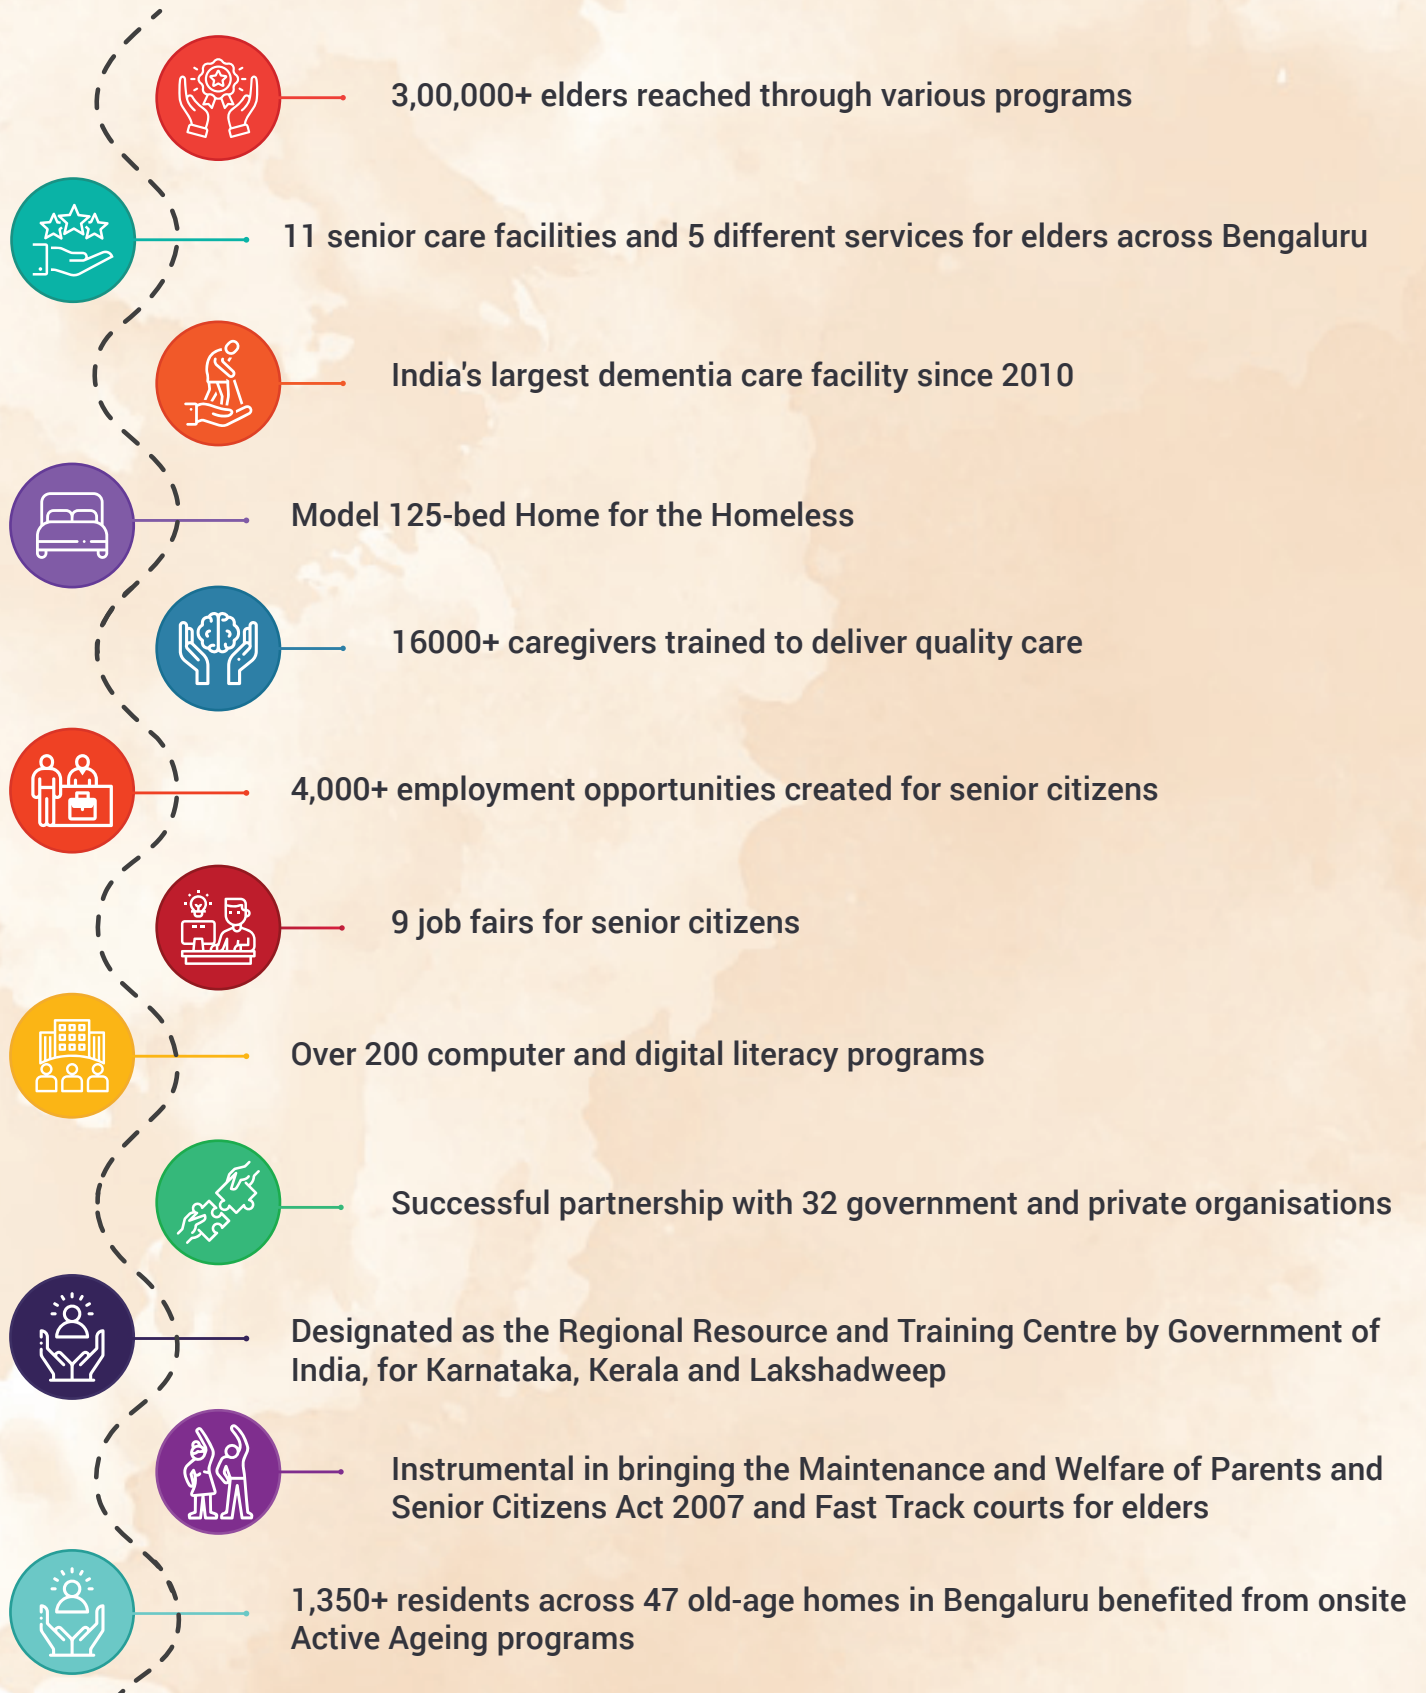 3,00,000+ elders reached through various programs
11 senior care facilities and 5 different services for elders across Bengaluru
India's largest dementia care facility since 2010
Model 125-bed Home for the Homeless
16000+ caregivers trained to deliver quality care
4,000+ employment opportunities created for senior citizens
9 job fairs for senior citizens
Over 200 computer and digital literacy programs
Successful partnership with 32 government and private organisations
Designated as the Regional Resource and Training Centre by Government of
India, for Karnataka, Kerala and Lakshadweep
Instrumental in bringing the Maintenance and Welfare of Parents and
Senior Citizens Act 2007 and Fast Track courts for elders
1,350+ residents across 47 old-age homes in Bengaluru benefited from onsite
Active Ageing programs